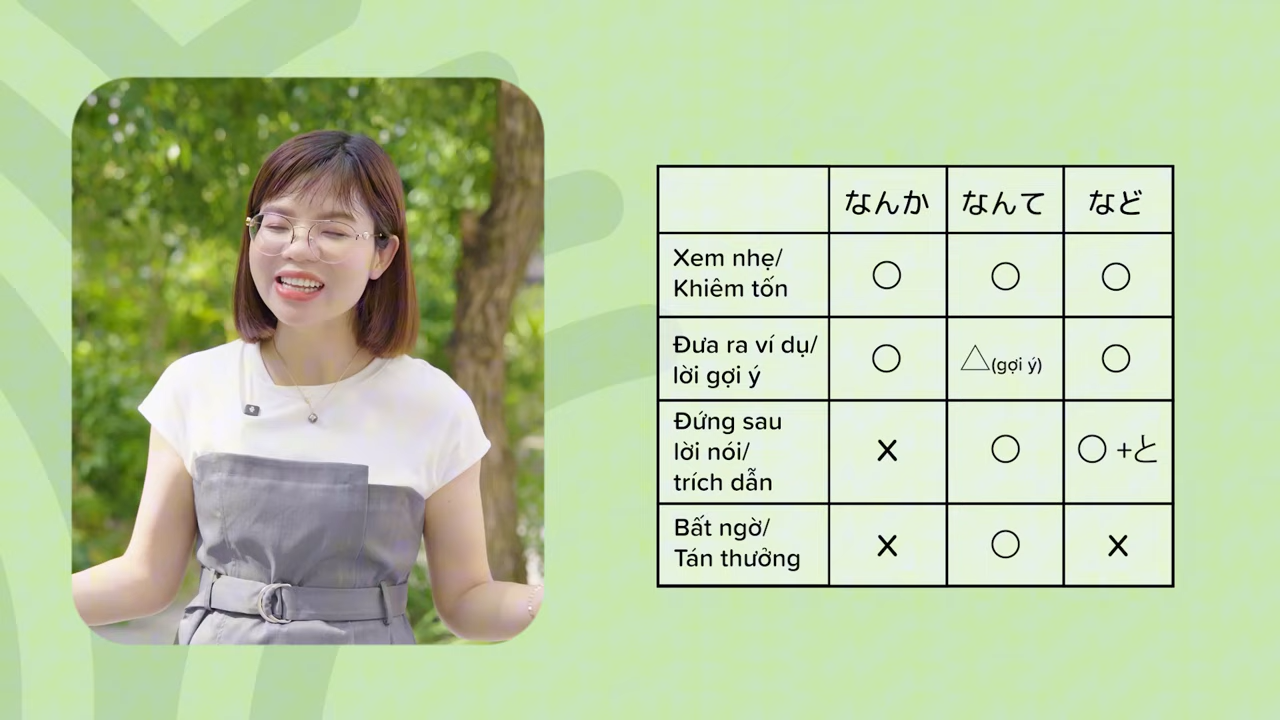 なんか なんて など
Xem nhẹ/
Khiêm tốn
○ ○ ○
Đưa ra ví dụ/
lời gợi ý
○ △(gợi ý) ○
Đứng sau
lời nói/
trích dẫn
X ○ ○ +と
Bất ngờ/
Tán thưởng
X ○ X